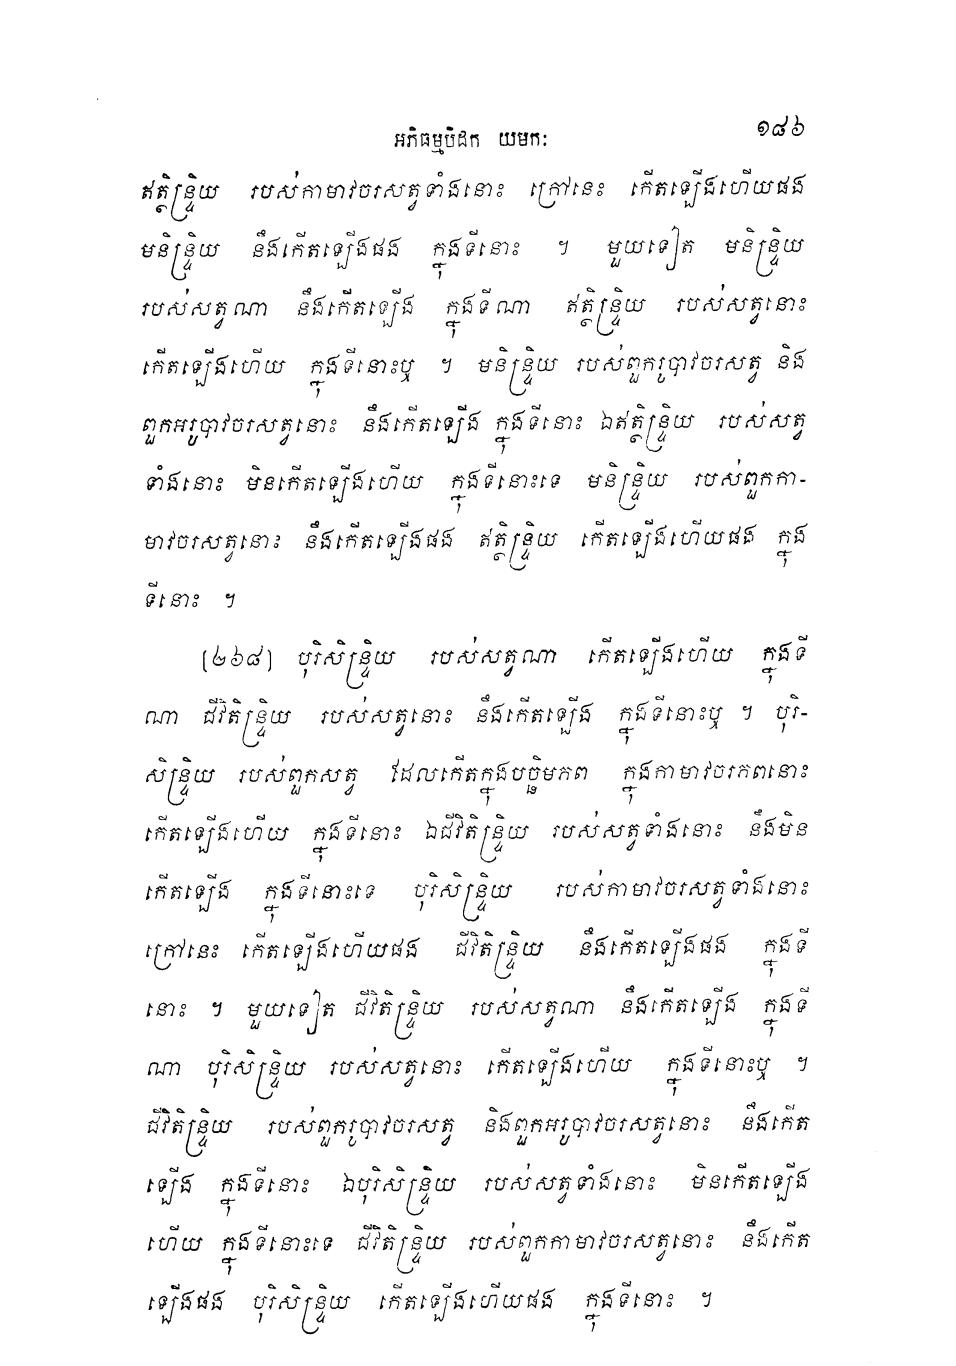 អភិធម្មបិដក យមកៈ ១៨៦
ឥត្ថិន្ទ្រិយ របស់កាមាវចរសត្វទាំងនោះ ក្រៅនេះ កើតឡើងហើយផង
មនិន្ទ្រិយ នឹងកើតឡើងផង ក្នុងទីនោះ ។ មួយទៀត មនិន្ទ្រិយ
របស់សត្វណា នឹងកើតឡើង ក្នុងទីណា ឥត្ថិន្ទ្រិយ របស់សត្វនោះ
កើតឡើងហើយ ក្នុងទីនោះឬ ។ មនិន្ទ្រិយ របស់ពួករូបាវចរសត្វ និង
ពួកអរូបាវចរសត្វនោះ នឹងកើតឡើង ក្នុងទីនោះ ឯឥត្ថិន្ទ្រិយ របស់សត្វ
ទាំងនោះ មិនកើតឡើងហើយ ក្នុងទីនោះទេ មនិន្ទ្រិយ របស់ពួកកា-
មាវចរសត្វនោះ នឹងកើតឡើងផង ឥត្ថិន្ទ្រិយ កើតឡើងហើយផង ក្នុង
ទីនោះ ។
[២៦៨] បុរិសិន្ទ្រិយ របស់សត្វណា កើតឡើងហើយ ក្នុងទី
ណា ជីវិតិន្ទ្រិយ របស់សត្វនោះ នឹងកើតឡើង ក្នុងទីនោះឬ ។ បុរិ-
សិន្ទ្រិយ របស់ពួកសត្វ ដែលកើតក្នុងបច្ឆិមភព ក្នុងកាមាវចរភពនោះ
កើតឡើងហើយ ក្នុងទីនោះ ឯជីវិតិន្ទ្រិយ របស់សត្វទាំងនោះ នឹងមិន
កើតឡើង ក្នុងទីនោះទេ បុរិសិន្ទ្រិយ របស់កាមាវចរសត្វទាំងនោះ
ក្រៅនេះ កើតឡើងហើយផង ជីវិតិន្ទ្រិយ នឹងកើតឡើងផង ក្នុងទី
នោះ ។ មួយទៀត ជីវិតិន្ទ្រិយ របស់សត្វណា នឹងកើតឡើង ក្នុងទី
ណា បុរិសិន្ទ្រិយ របស់សត្វនោះ កើតឡើងហើយ ក្នុងទីនោះឬ ។
ជីវិតិន្ទ្រិយ របស់ពួករូបាវចរសត្វ និងពួកអរូបាវចរសត្វនោះ នឹងកើត
ឡើង ក្នុងទីនោះ ឯបុរិសិន្ទ្រិយ របស់សត្វទាំងនោះ មិនកើតឡើង
ហើយ ក្នុងទីនោះទេ ជីវិតិន្ទ្រិយ របស់ពួកកាមាវចរសត្វនោះ នឹងកើត
ឡើងផង បុរិសិន្ទ្រិយ កើតឡើងហើយផង ក្នុងទីនោះ ។